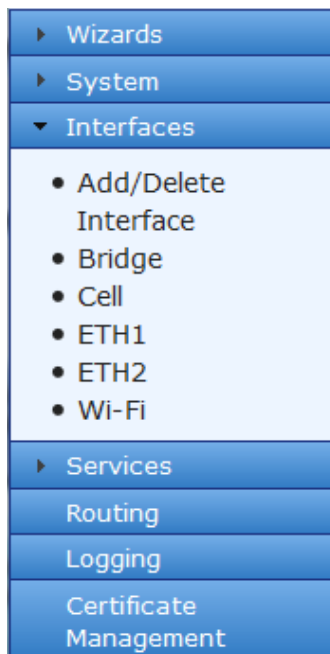 Wizards
System
Interfaces
Add/Delete
Interface
Bridge
Cell
ETH1
ETH2
Wi-Fi
Services
Routing
Logging
Certificate
Management